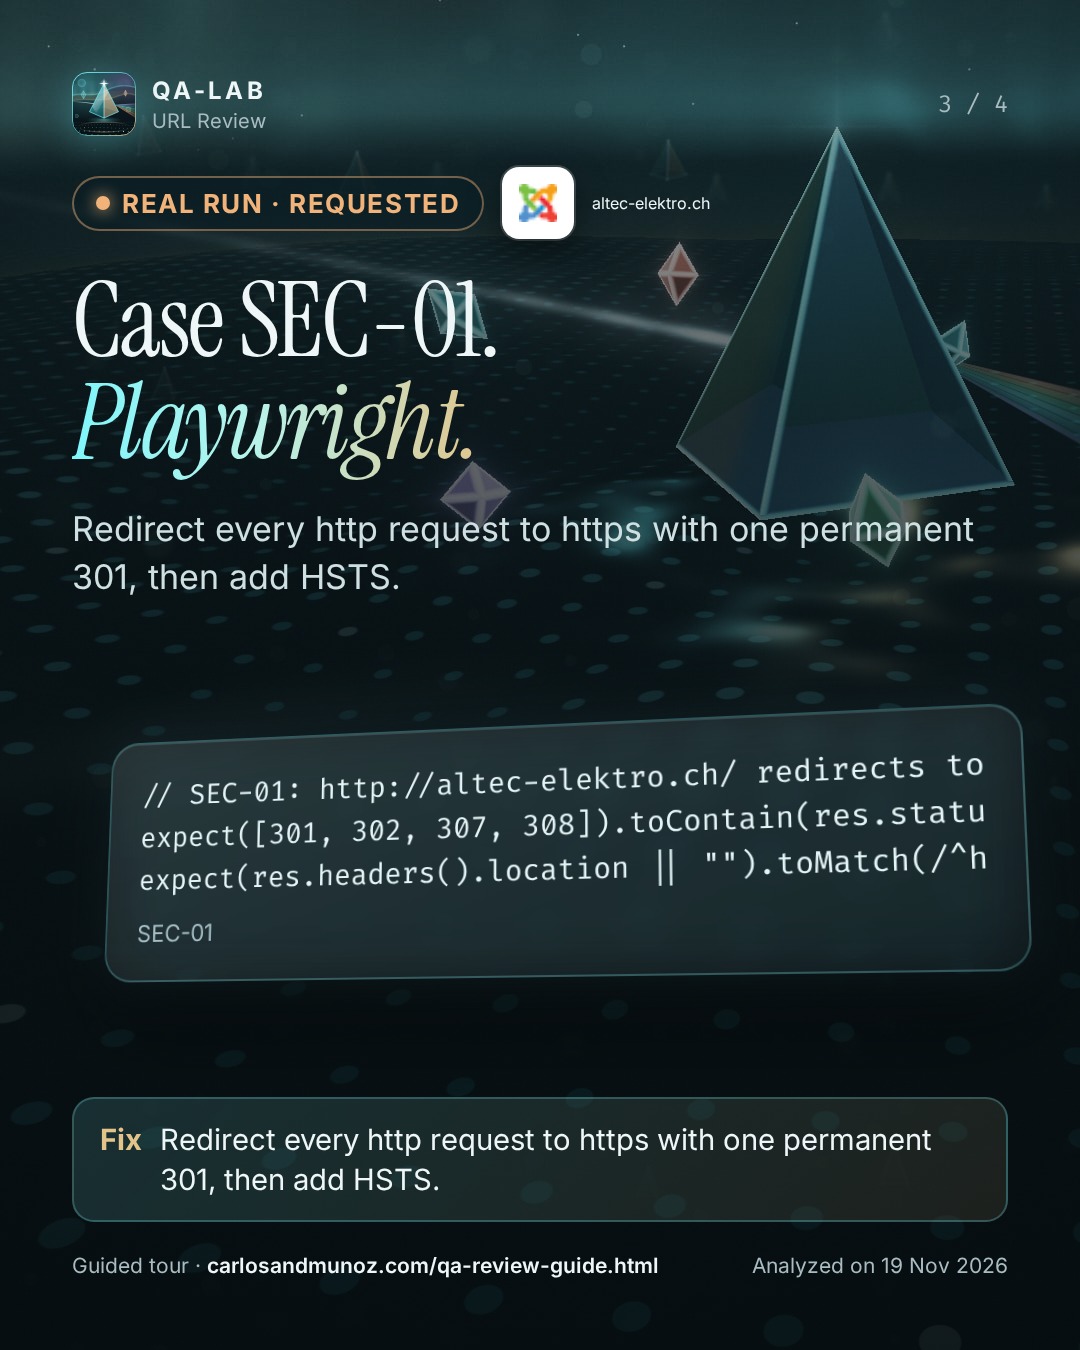 QA-LAB
URL Review
3 / 4
REAL RUN · REQUESTED
altec-elektro.ch
Case SEC-01.
Playwright.
Redirect every http request to https with one permanent
301, then add HSTS.
// SEC-01: http://altec-elektro.ch/ redirects to
expect([301, 302, 307, 308]).toContain(res.statu
expect(res.headers().location || "").toMatch(/^h
SEC-01
Fix Redirect every http request to https with one permanent
301, then add HSTS.
Guided tour · carlosandmunoz.com/qa-review-guide.html
Analyzed on 19 Nov 2026